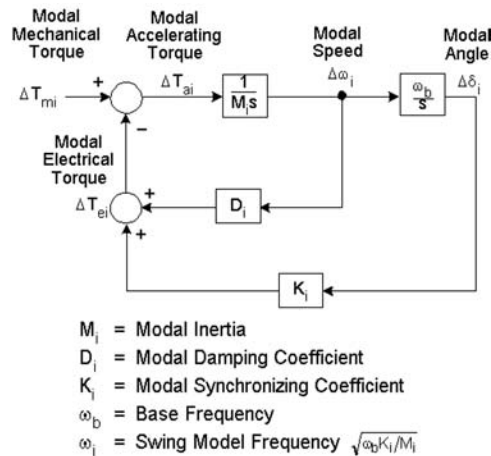 Modal
Mechanical
Torque
Modal
Accelerating
Torque
Modal
Speed
Modal
Angle
ΔT_mi
+
−
ΔT_ai
1
M_i s
Δω_i
ω_b
s
Δδ_i
Modal
Electrical
Torque
ΔT_ei
+
+
D_i
K_i
M_i = Modal Inertia
D_i = Modal Damping Coefficient
K_i = Modal Synchronizing Coefficient
ω_b = Base Frequency
ω_i = Swing Model Frequency √ω_b K_i/M_i